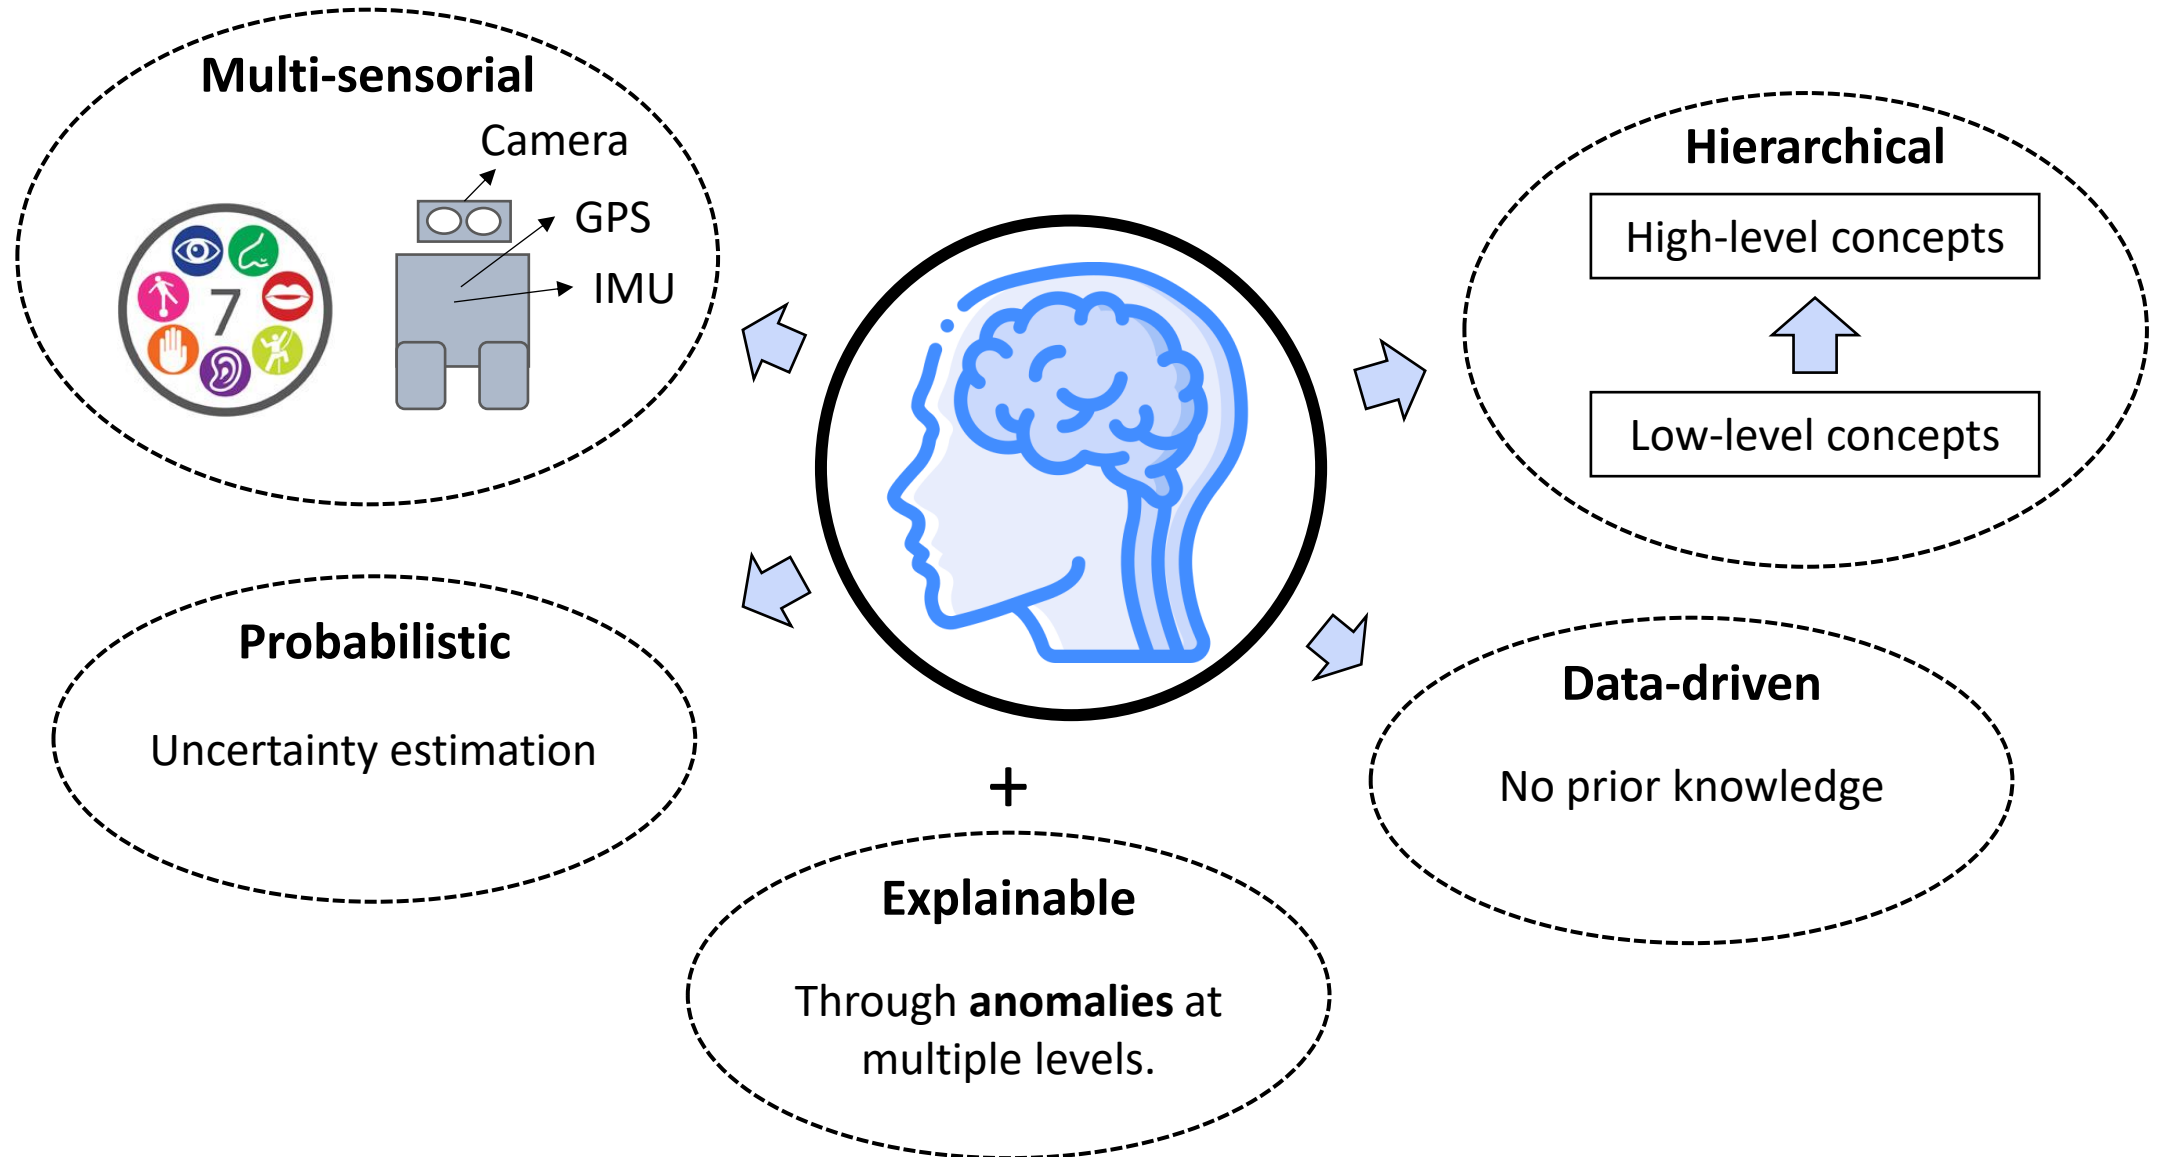 Multi-sensorial
Camera
GPS
IMU
7
Hierarchical
High-level concepts
Low-level concepts
Probabilistic
Uncertainty estimation
Data-driven
No prior knowledge
+
Explainable
Through anomalies at
multiple levels.